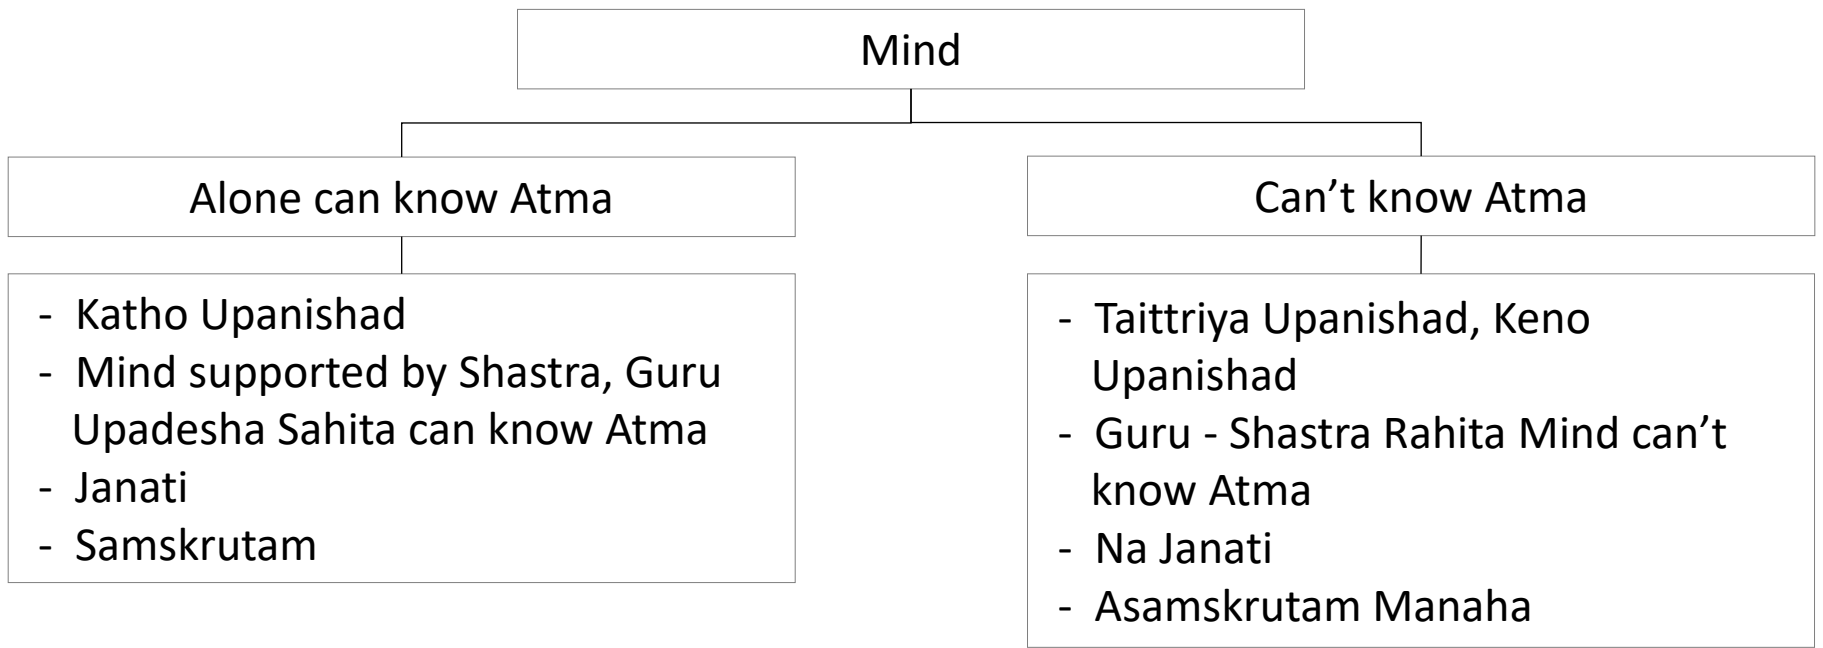 Mind
Alone can know Atma
- Katho Upanishad
- Mind supported by Shastra, Guru
Upadesha Sahita can know Atma
- Janati
- Samskrutam
Can’t know Atma
- Taittriya Upanishad, Keno
Upanishad
- Guru - Shastra Rahita Mind can’t
know Atma
- Na Janati
- Asamskrutam Manaha